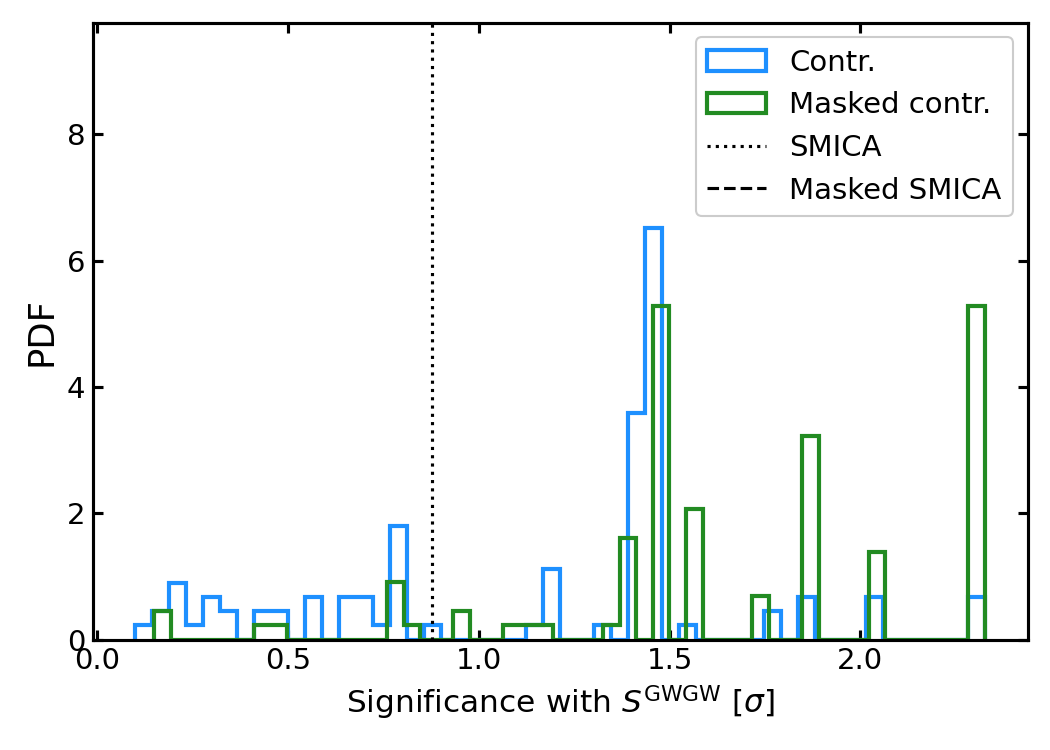 Contr.
Masked contr.
SMICA
Masked SMICA
8
6
4
2
0
PDF
0.0 0.5 1.0 1.5 2.0
Significance with S^GWGW [σ]